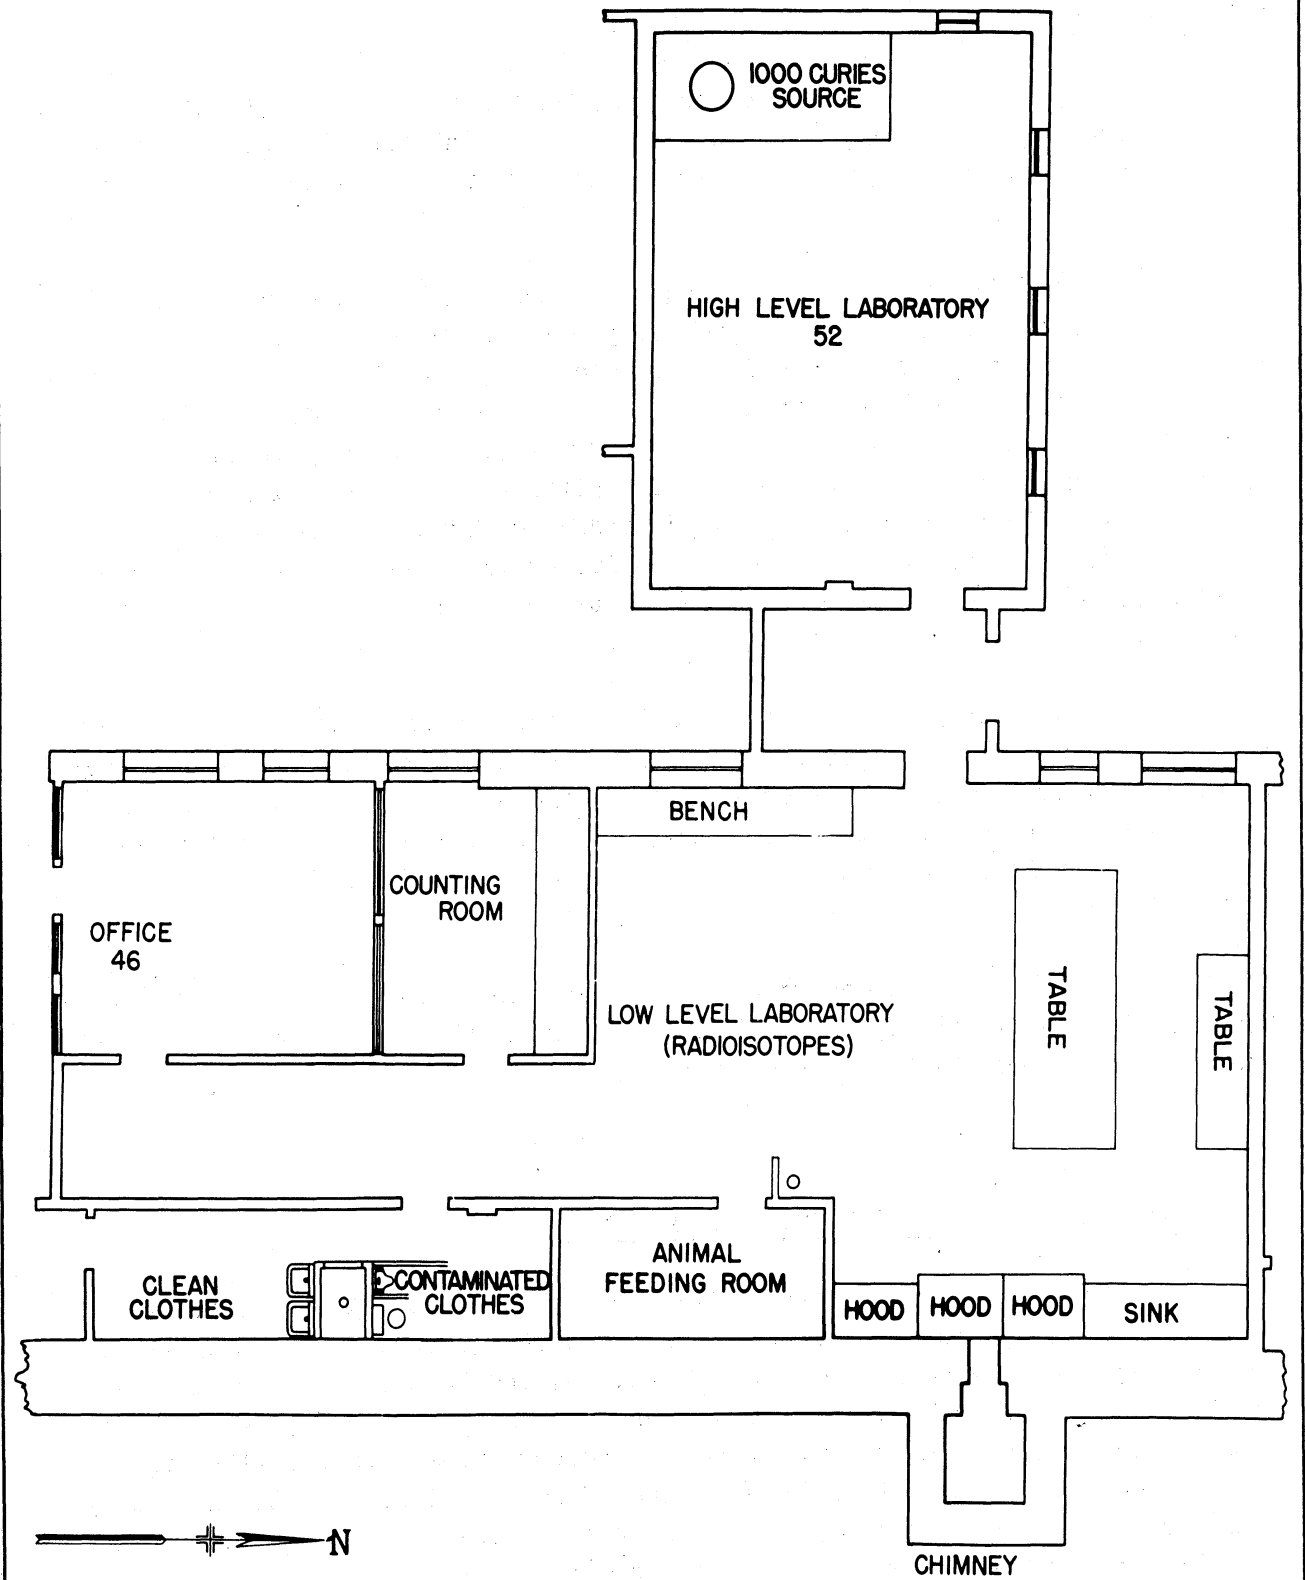 1000 CURIES
SOURCE
HIGH LEVEL LABORATORY
52
BENCH
COUNTING
ROOM
OFFICE
46
LOW LEVEL LABORATORY
(RADIOISOTOPES)
TABLE
TABLE
ANIMAL
FEEDING ROOM
CLEAN
CLOTHES
CONTAMINATED
CLOTHES
HOOD
HOOD
HOOD
SINK
N
CHIMNEY